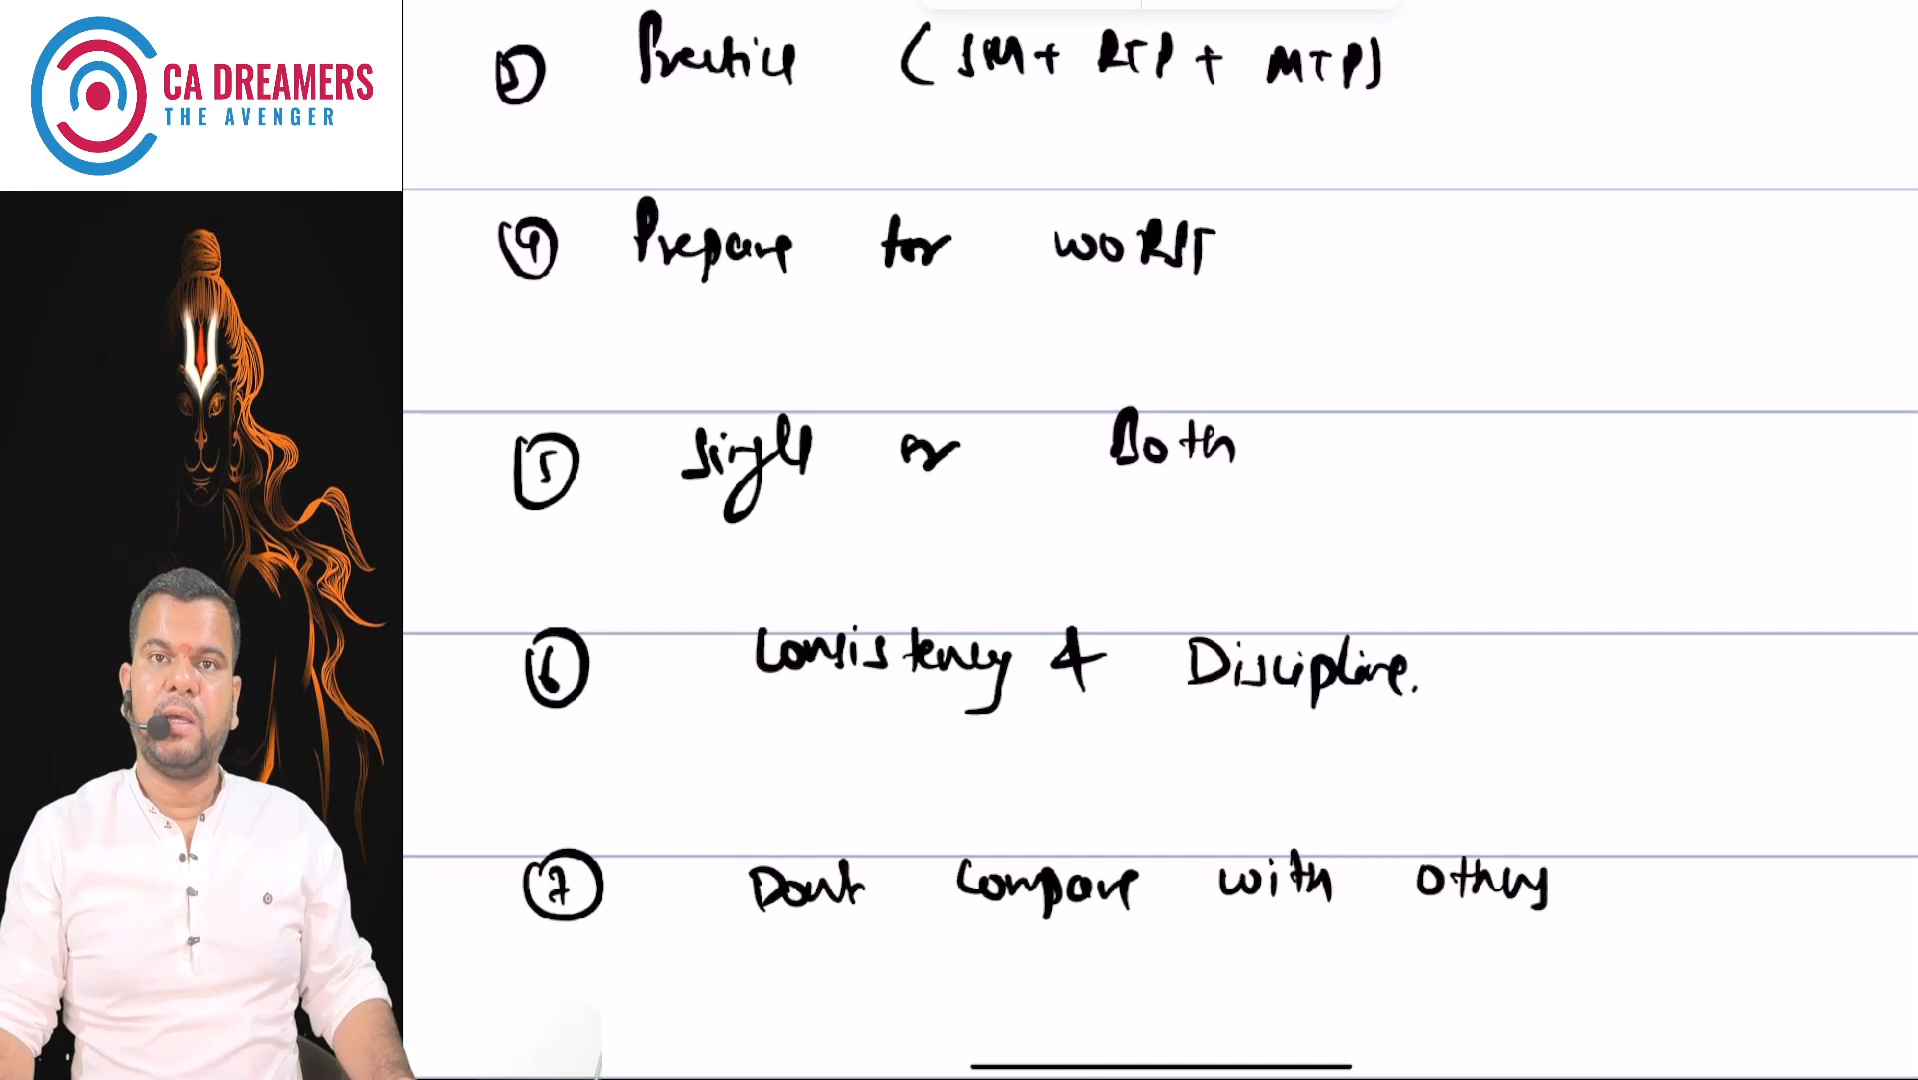 CA DREAMERS
THE AVENGER
3 Practice (SM + RTP + MTP)
4 Prepare for WORST
5 Single or Both
6 Consistency & Discipline.
7 Dont Compare with others